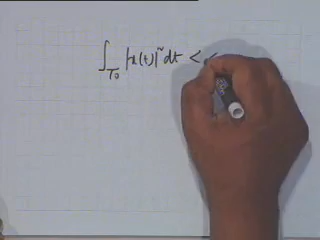 ∫_{T₀} |x(t)|² dt <